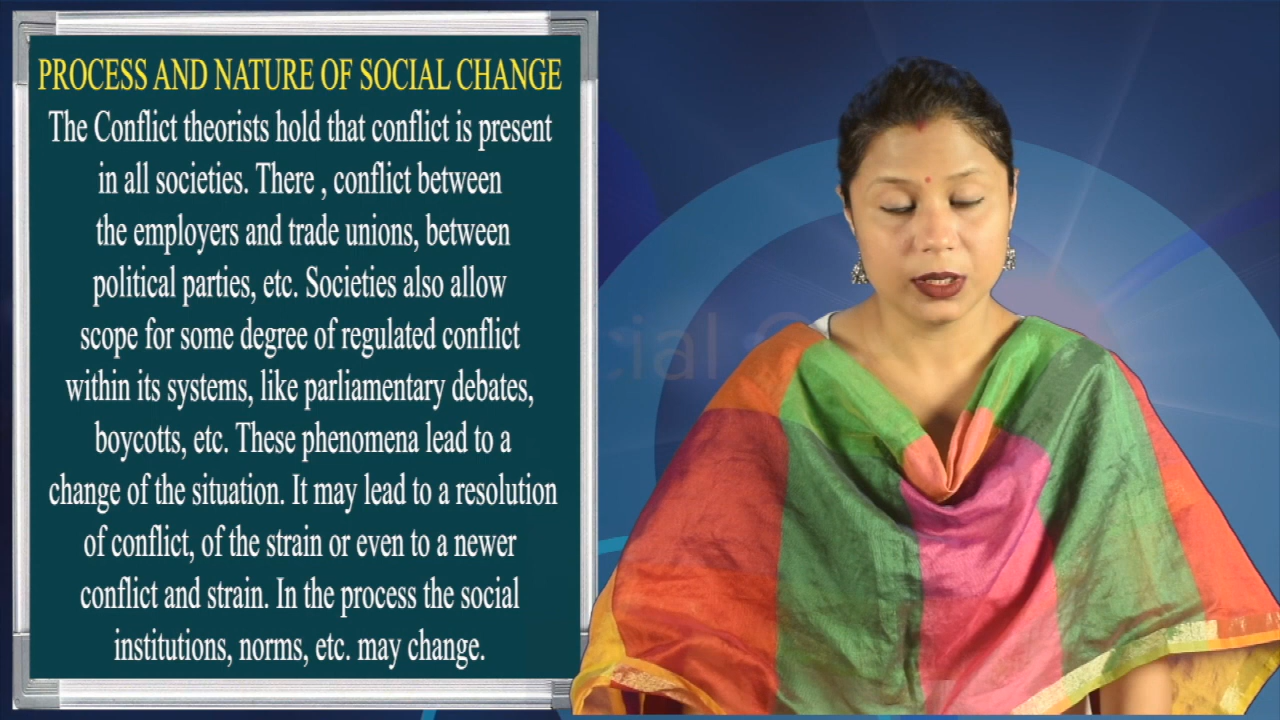 PROCESS AND NATURE OF SOCIAL CHANGE
The Conflict theorists hold that conflict is present
in all societies. There , conflict between
the employers and trade unions, between
political parties, etc. Societies also allow
scope for some degree of regulated conflict
within its systems, like parliamentary debates,
boycotts, etc. These phenomena lead to a
change of the situation. It may lead to a resolution
of conflict, of the strain or even to a newer
conflict and strain. In the process the social
institutions, norms, etc. may change.